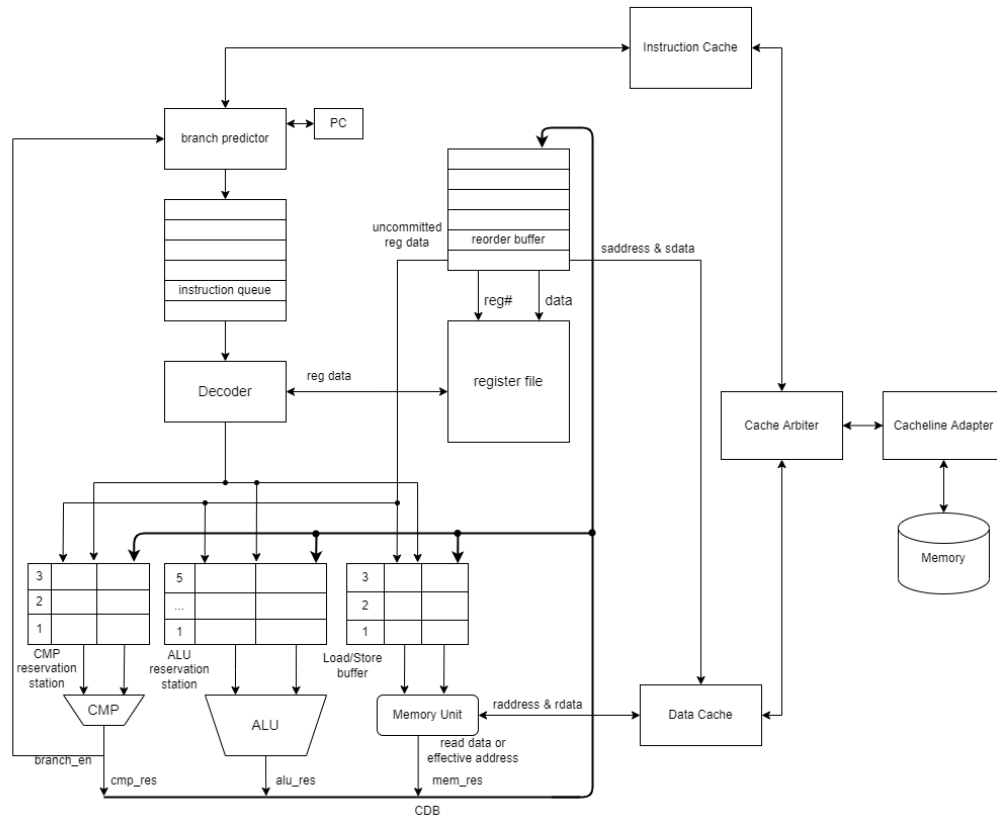 Instruction Cache
branch predictor
PC
uncommitted
reg data
reorder buffer
saddress & sdata
instruction queue
reg#
data
Decoder
reg data
register file
Cache Arbiter
Cacheline Adapter
Memory
3
2
1
5
...
1
3
2
1
CMP
reservation
station
ALU
reservation
station
Load/Store
buffer
CMP
ALU
Memory Unit
raddress & rdata
Data Cache
read data or
effective address
branch_en
cmp_res
alu_res
mem_res
CDB